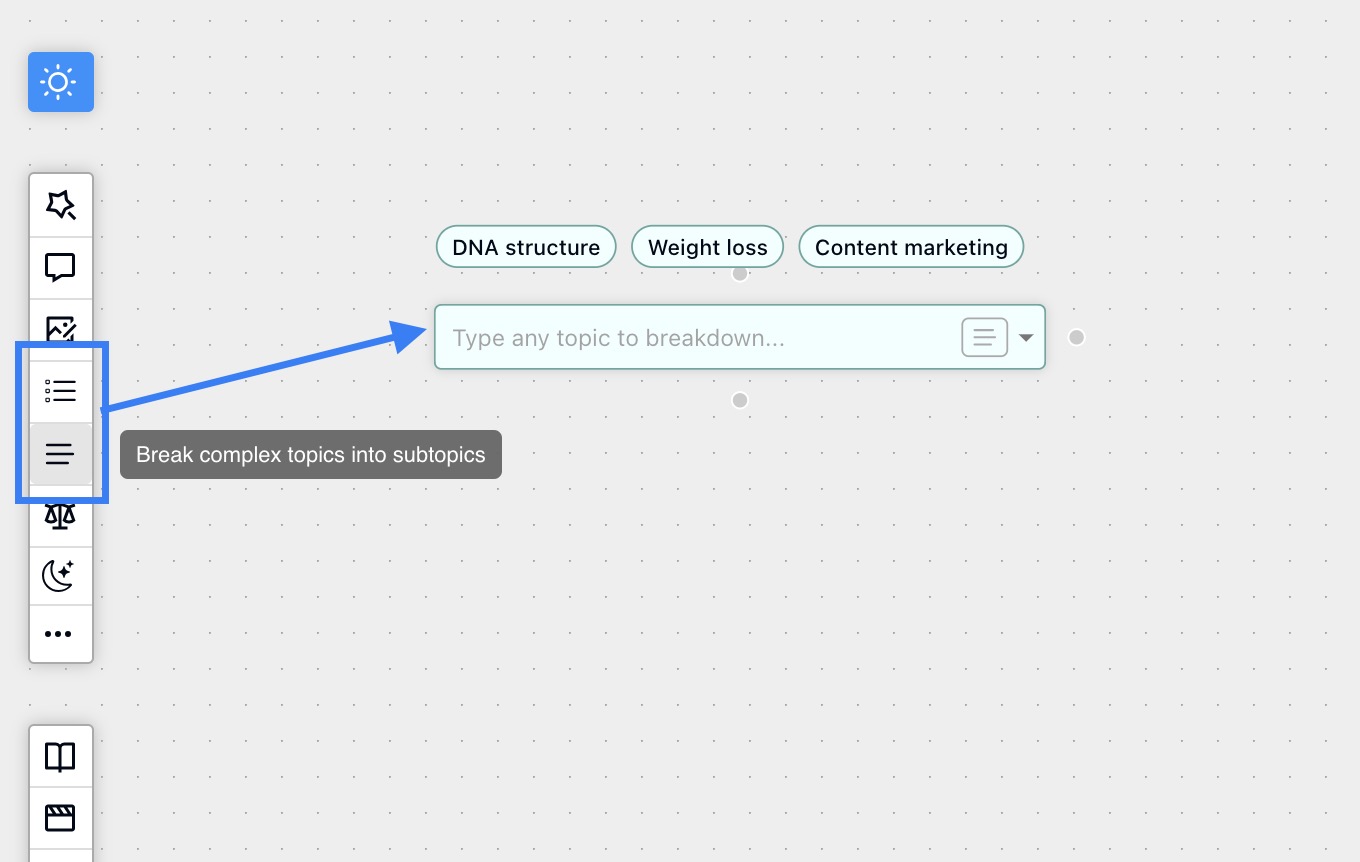 DNA structure
Weight loss
Content marketing
Type any topic to breakdown...
Break complex topics into subtopics